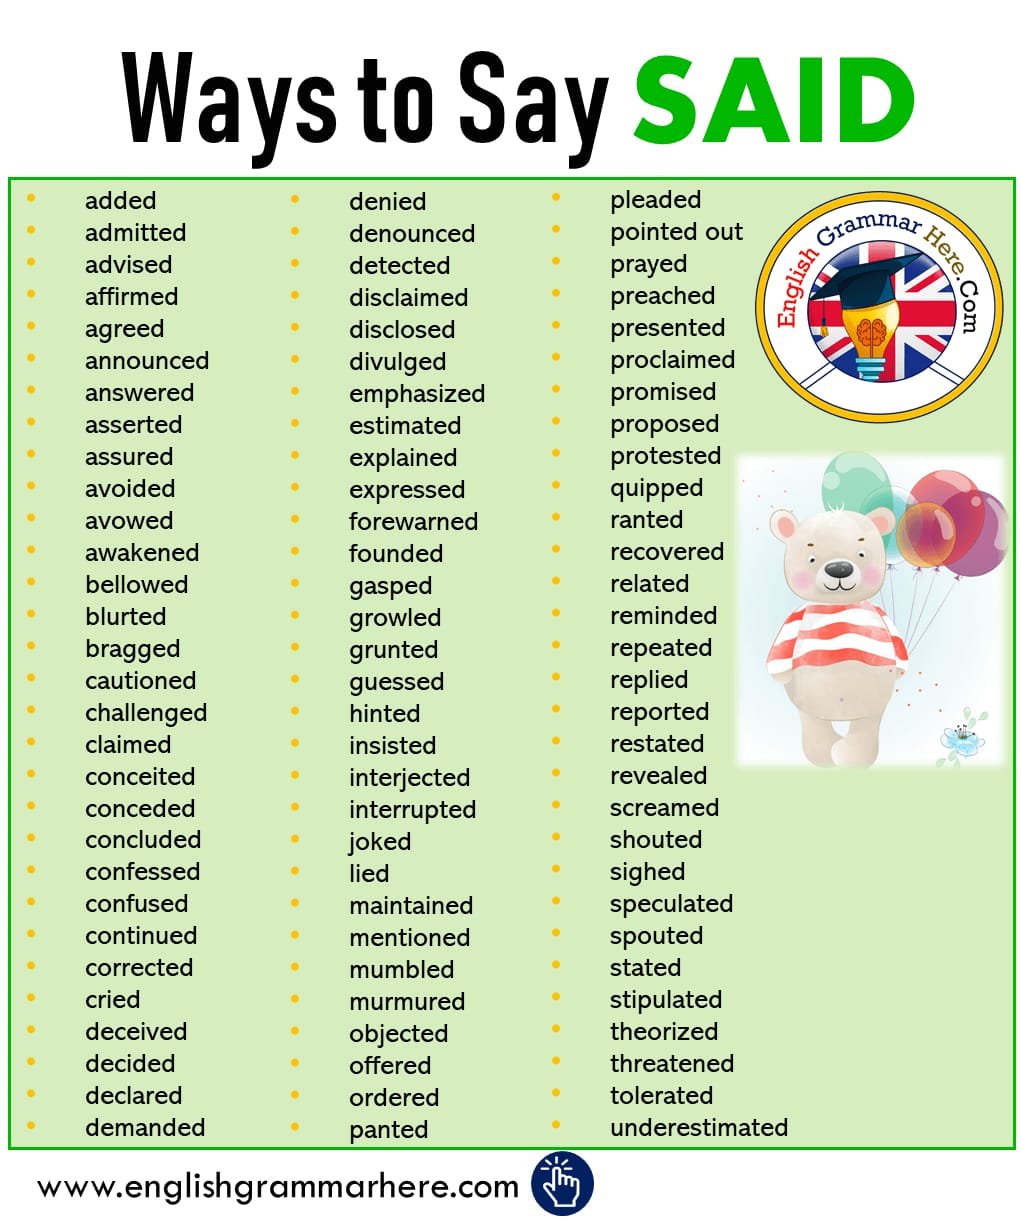 Ways to Say SAID
• added
• admitted
• advised
• affirmed
• agreed
• announced
• answered
• asserted
• assured
• avoided
• avowed
• awakened
• bellowed
• blurted
• bragged
• cautioned
• challenged
• claimed
• conceited
• conceded
• concluded
• confessed
• confused
• continued
• corrected
• cried
• deceived
• decided
• declared
• demanded
• denied
• denounced
• detected
• disclaimed
• disclosed
• divulged
• emphasized
• estimated
• explained
• expressed
• forewarned
• founded
• gasped
• growled
• grunted
• guessed
• hinted
• insisted
• interjected
• interrupted
• joked
• lied
• maintained
• mentioned
• mumbled
• murmured
• objected
• offered
• ordered
• panted
• pleaded
• pointed out
• prayed
• preached
• presented
• proclaimed
• promised
• proposed
• protested
• quipped
• ranted
• recovered
• related
• reminded
• repeated
• replied
• reported
• restated
• revealed
• screamed
• shouted
• sighed
• speculated
• spouted
• stated
• stipulated
• theorized
• threatened
• tolerated
• underestimated
English Grammar Here.Com
www.englishgrammarhere.com